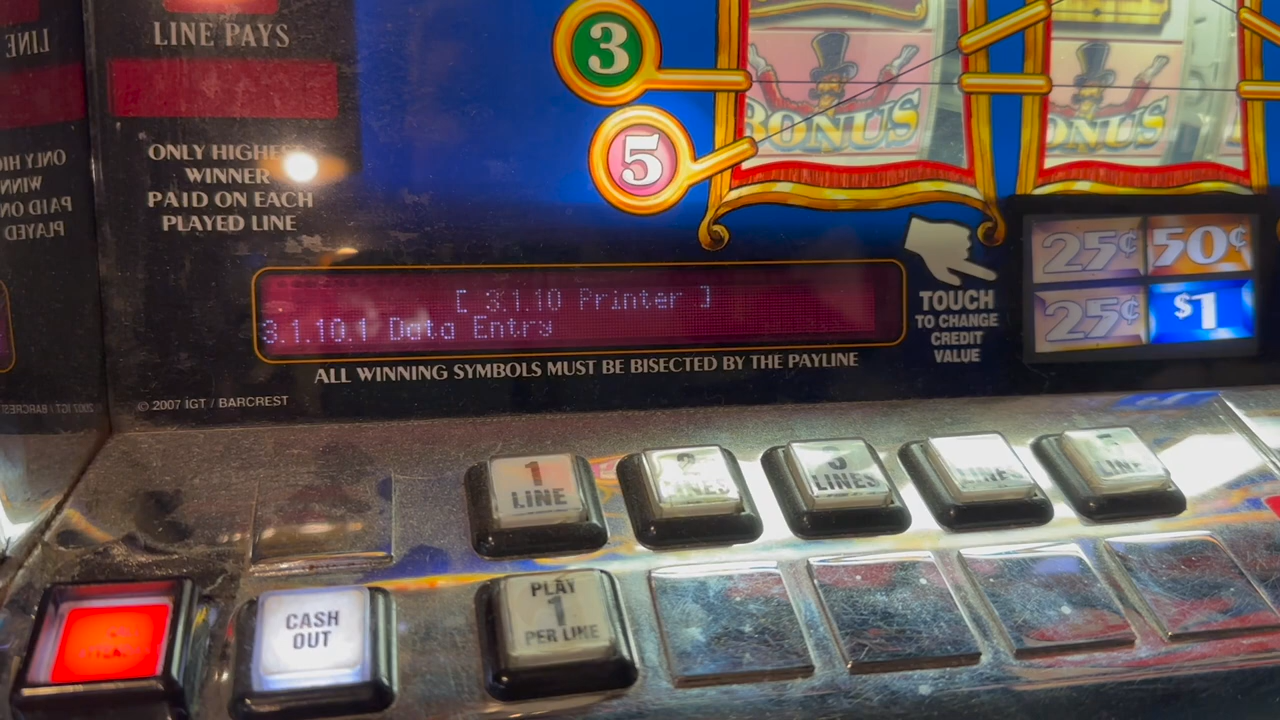 LINE PAYS
ONLY HIGHEST
WINNER
PAID ON EACH
PLAYED LINE
3
5
BONUS
BONUS
[ 3.1.10 Printer ]
3.1.10.1 Data Entry
ALL WINNING SYMBOLS MUST BE BISECTED BY THE PAYLINE
© 2007 IGT / BARCREST
TOUCH
TO CHANGE
CREDIT
VALUE
25¢ 50¢
25¢ $1
1
LINE
2
LINES
3
LINES
LINES
5
LINE
CASH
OUT
PLAY
1
PER LINE